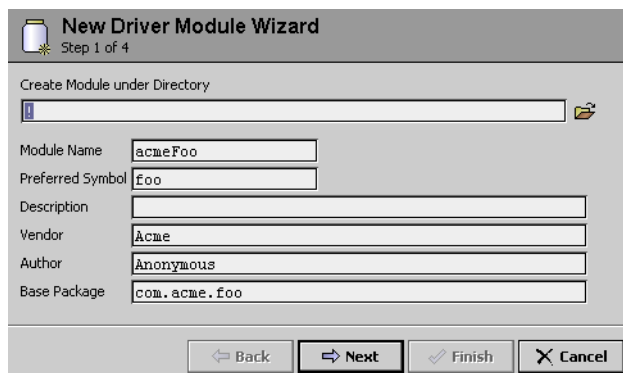 New Driver Module Wizard
Step 1 of 4
Create Module under Directory
!
Module Name acmeFoo
Preferred Symbol foo
Description
Vendor Acme
Author Anonymous
Base Package com.acme.foo
Back Next Finish Cancel